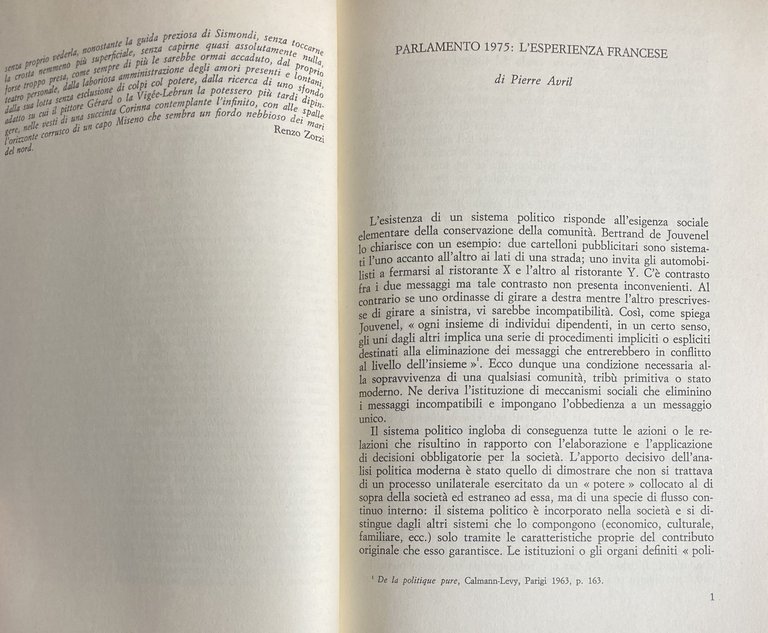 senza proprio vederla, nonostante la guida preziosa di Sismondi, senza toccarne
la crosta nemmeno più superficiale, senza capirne quasi assolutamente nulla,
forse troppo presa, come sempre di più le sarebbe ormai accaduto, dal proprio
teatro personale, dalla laboriosa amministrazione degli amori presenti e lontani,
dalla sua lotta senza esclusione di colpi col potere, dalla ricerca di uno sfondo
adatto su cui il pittore Gérard o la Vigée-Lebrun la potessero più tardi dipin-
gere, nelle vesti di una succinta Corinna contemplante l'infinito, con alle spalle
l'orizzonte corrusco di un capo Miseno che sembra un fiordo nebbioso dei mari
del nord.
Renzo Zorzi
PARLAMENTO 1975: L'ESPERIENZA FRANCESE
di Pierre Avril
L'esistenza di un sistema politico risponde all'esigenza sociale
elementare della conservazione della comunità. Bertrand de Jouvenel
lo chiarisce con un esempio: due cartelloni pubblicitari sono sistema-
ti l'uno accanto all'altro ai lati di una strada; uno invita gli automobi-
listi a fermarsi al ristorante X e l'altro al ristorante Y. C'è contrasto
fra i due messaggi ma tale contrasto non presenta inconvenienti. Al
contrario se uno ordinasse di girare a destra mentre l'altro prescrives-
se di girare a sinistra, vi sarebbe incompatibilità. Così, come spiega
Jouvenel, « ogni insieme di individui dipendenti, in un certo senso,
gli uni dagli altri implica una serie di procedimenti impliciti o espliciti
destinati alla eliminazione dei messaggi che entrerebbero in conflitto
al livello dell'insieme »¹. Ecco dunque una condizione necessaria al-
la sopravvivenza di una qualsiasi comunità, tribù primitiva o stato
moderno. Ne deriva l'istituzione di meccanismi sociali che eliminino
i messaggi incompatibili e impongano l'obbedienza a un messaggio
unico.
Il sistema politico ingloba di conseguenza tutte le azioni o le re-
lazioni che risultino in rapporto con l'elaborazione e l'applicazione
di decisioni obbligatorie per la società. L'apporto decisivo dell'ana-
lisi politica moderna è stato quello di dimostrare che non si trattava
di un processo unilaterale esercitato da un « potere » collocato al di
sopra della società ed estraneo ad essa, ma di una specie di flusso con-
tinuo interno: il sistema politico è incorporato nella società e si di-
stingue dagli altri sistemi che lo compongono (economico, culturale,
familiare, ecc.) solo tramite le caratteristiche proprie del contributo
originale che esso garantisce. Le istituzioni o gli organi definiti « poli-
¹ De la politique pure, Calmann-Levy, Parigi 1963, p. 163.
1